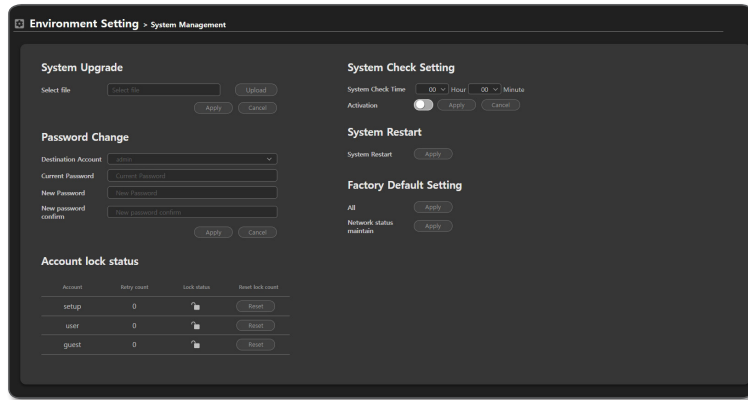 Environment Setting > System Management
System Upgrade
Select file Select file Upload
Apply Cancel
Password Change
Destination Account admin
Current Password Current Password
New Password New Password
New password
confirm New password confirm
Apply Cancel
Account lock status
Account Retry count Lock status Reset lock count
setup 0 Reset
user 0 Reset
guest 0 Reset
System Check Setting
System Check Time 00 Hour 00 Minute
Activation Apply Cancel
System Restart
System Restart Apply
Factory Default Setting
All Apply
Network status
maintain Apply